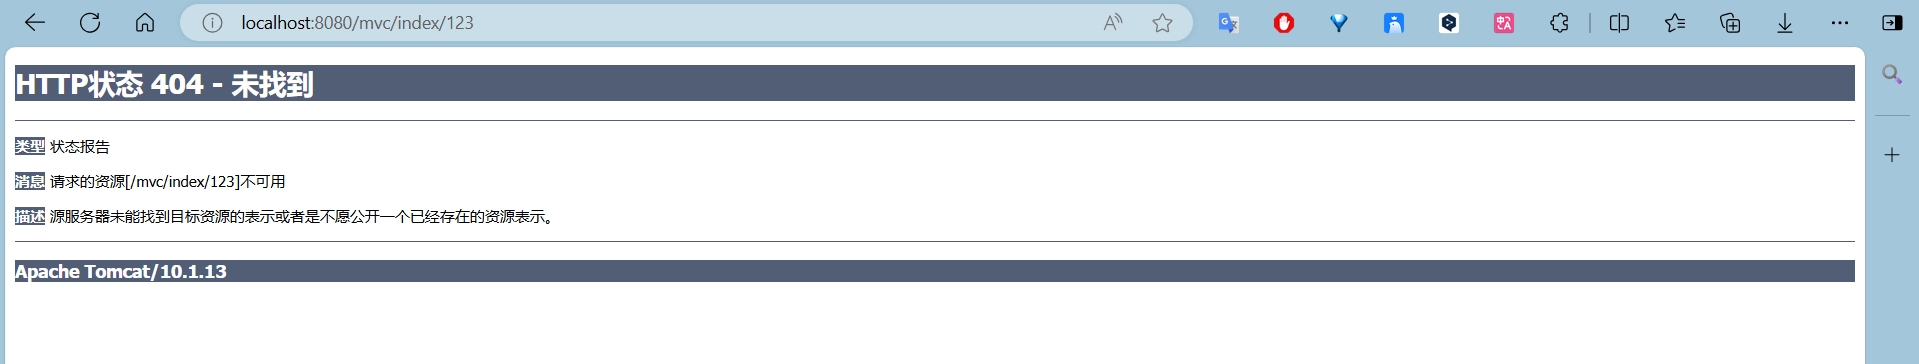 localhost:8080/mvc/index/123
HTTP状态 404 - 未找到
类型 状态报告
消息 请求的资源[/mvc/index/123]不可用
描述 源服务器未能找到目标资源的表示或者是不愿公开一个已经存在的资源表示。
Apache Tomcat/10.1.13